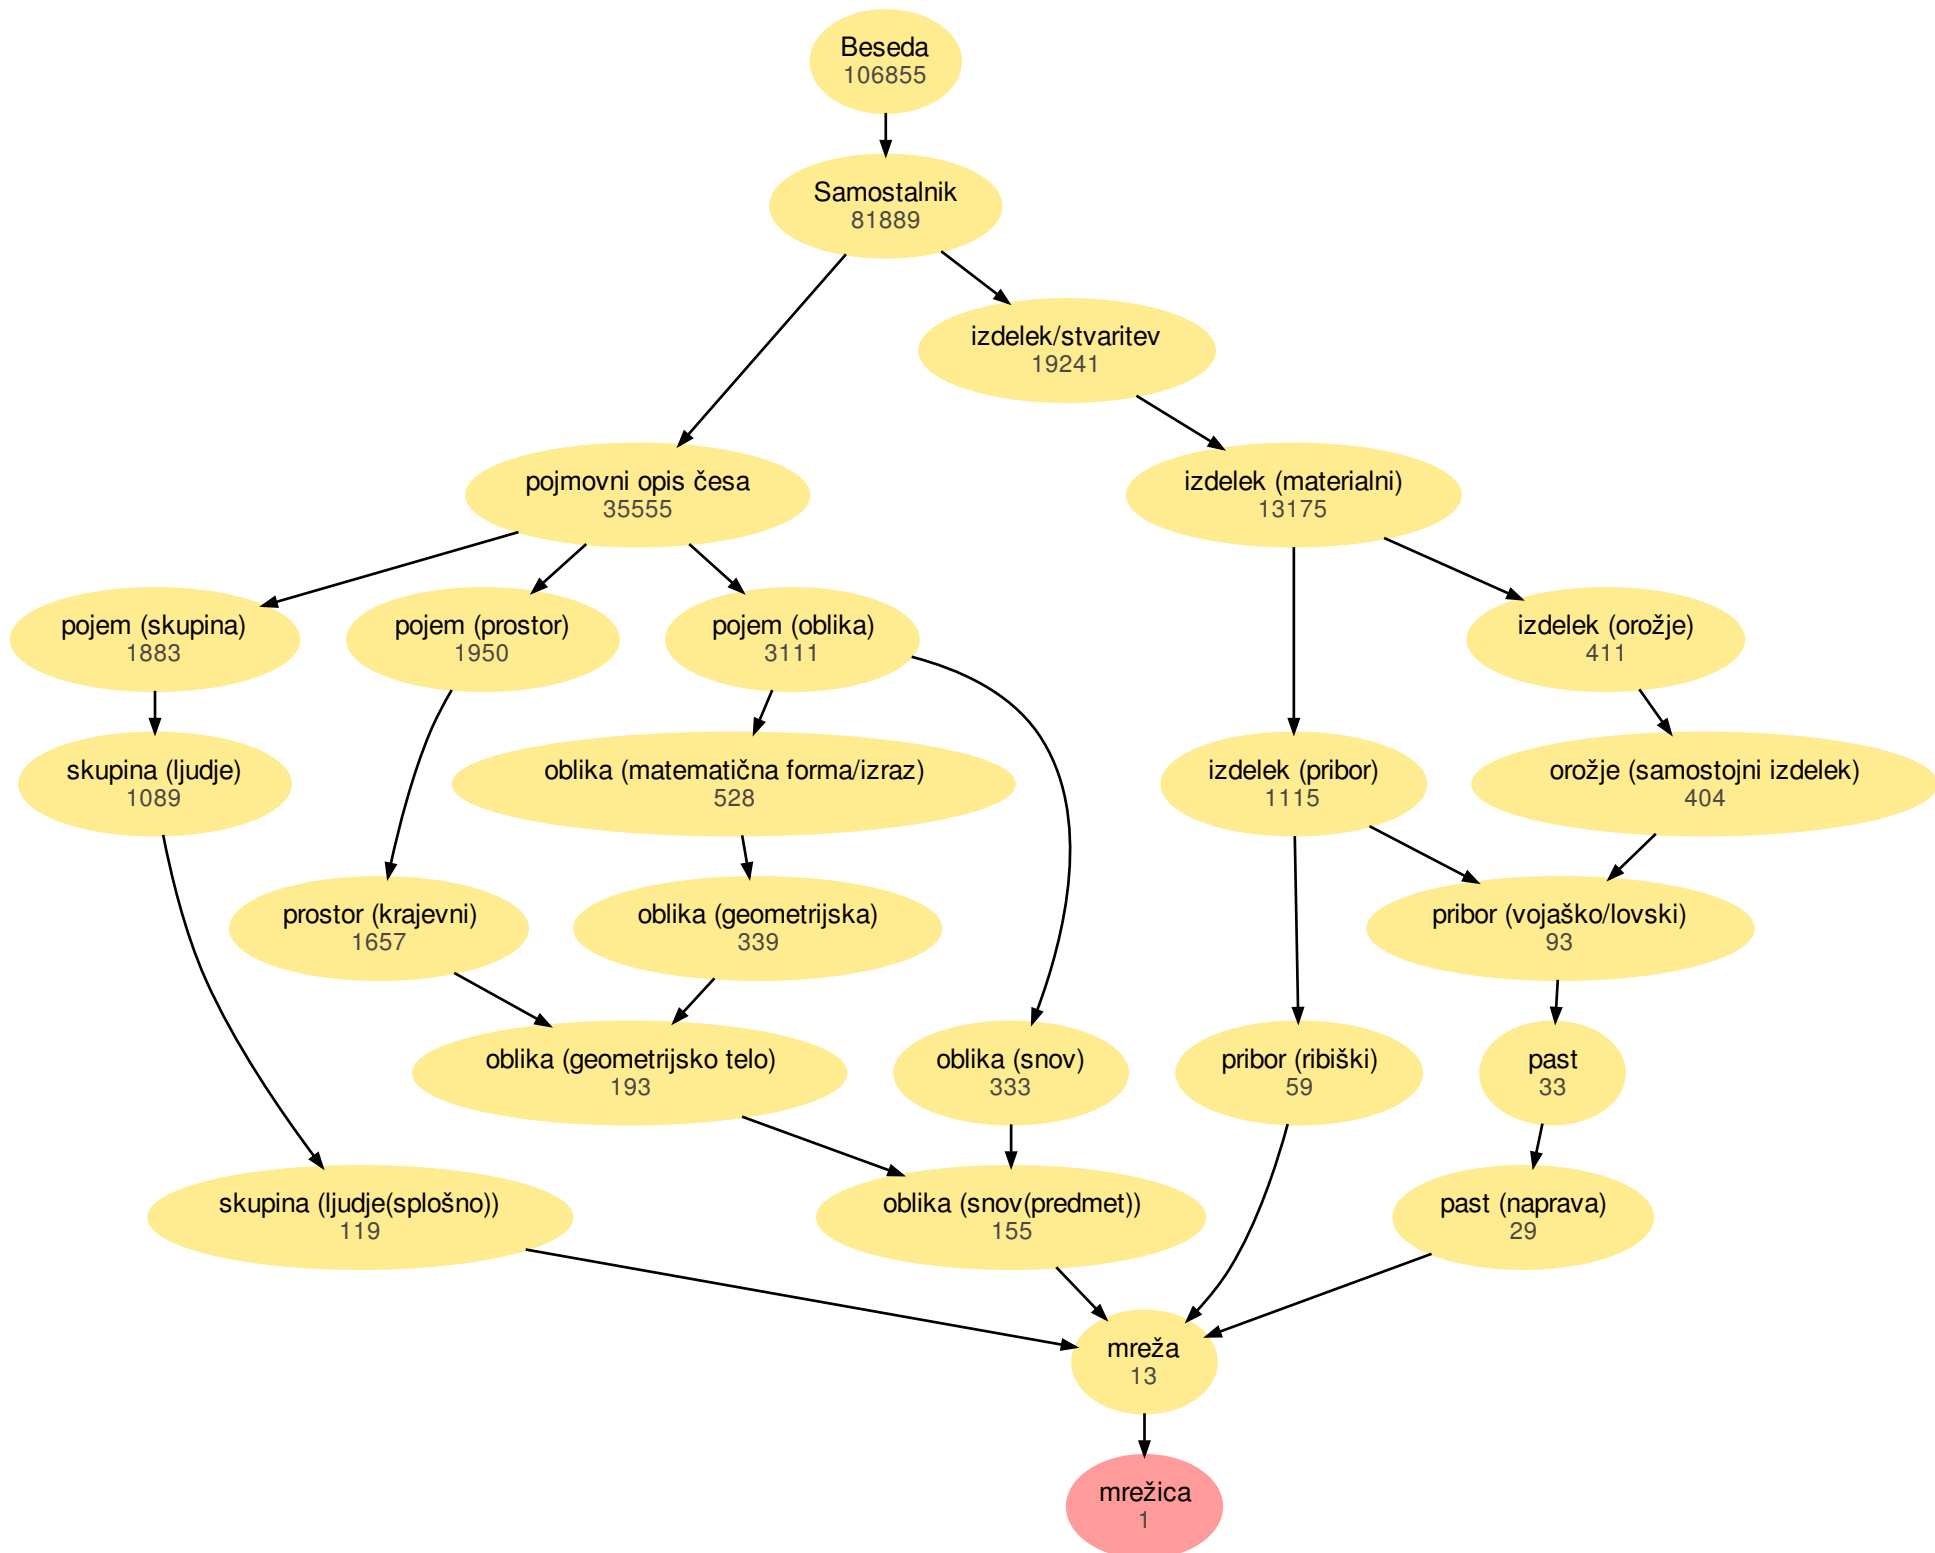 Beseda
106855
Samostalnik
81889
izdelek/stvaritev
19241
pojmovni opis česa
35555
izdelek (materialni)
13175
pojem (skupina)
1883
pojem (prostor)
1950
pojem (oblika)
3111
izdelek (orožje)
411
skupina (ljudje)
1089
oblika (matematična forma/izraz)
528
izdelek (pribor)
1115
orožje (samostojni izdelek)
404
prostor (krajevni)
1657
oblika (geometrijska)
339
pribor (vojaško/lovski)
93
oblika (geometrijsko telo)
193
oblika (snov)
333
pribor (ribiški)
59
past
33
skupina (ljudje(splošno))
119
oblika (snov(predmet))
155
past (naprava)
29
mreža
13
mrežica
1